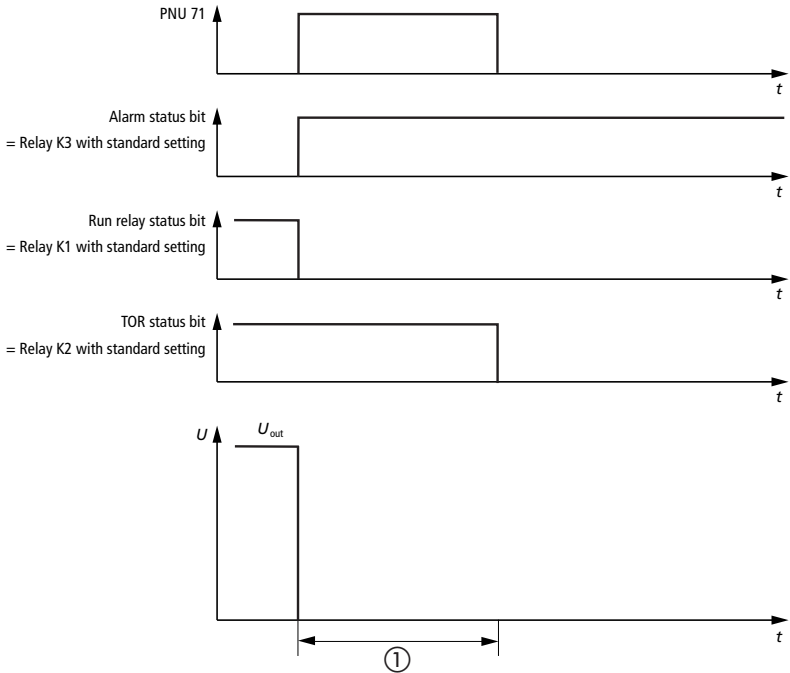 PNU 71
t
Alarm status bit
= Relay K3 with standard setting
t
Run relay status bit
= Relay K1 with standard setting
t
TOR status bit
= Relay K2 with standard setting
t
U
Uout
t
①